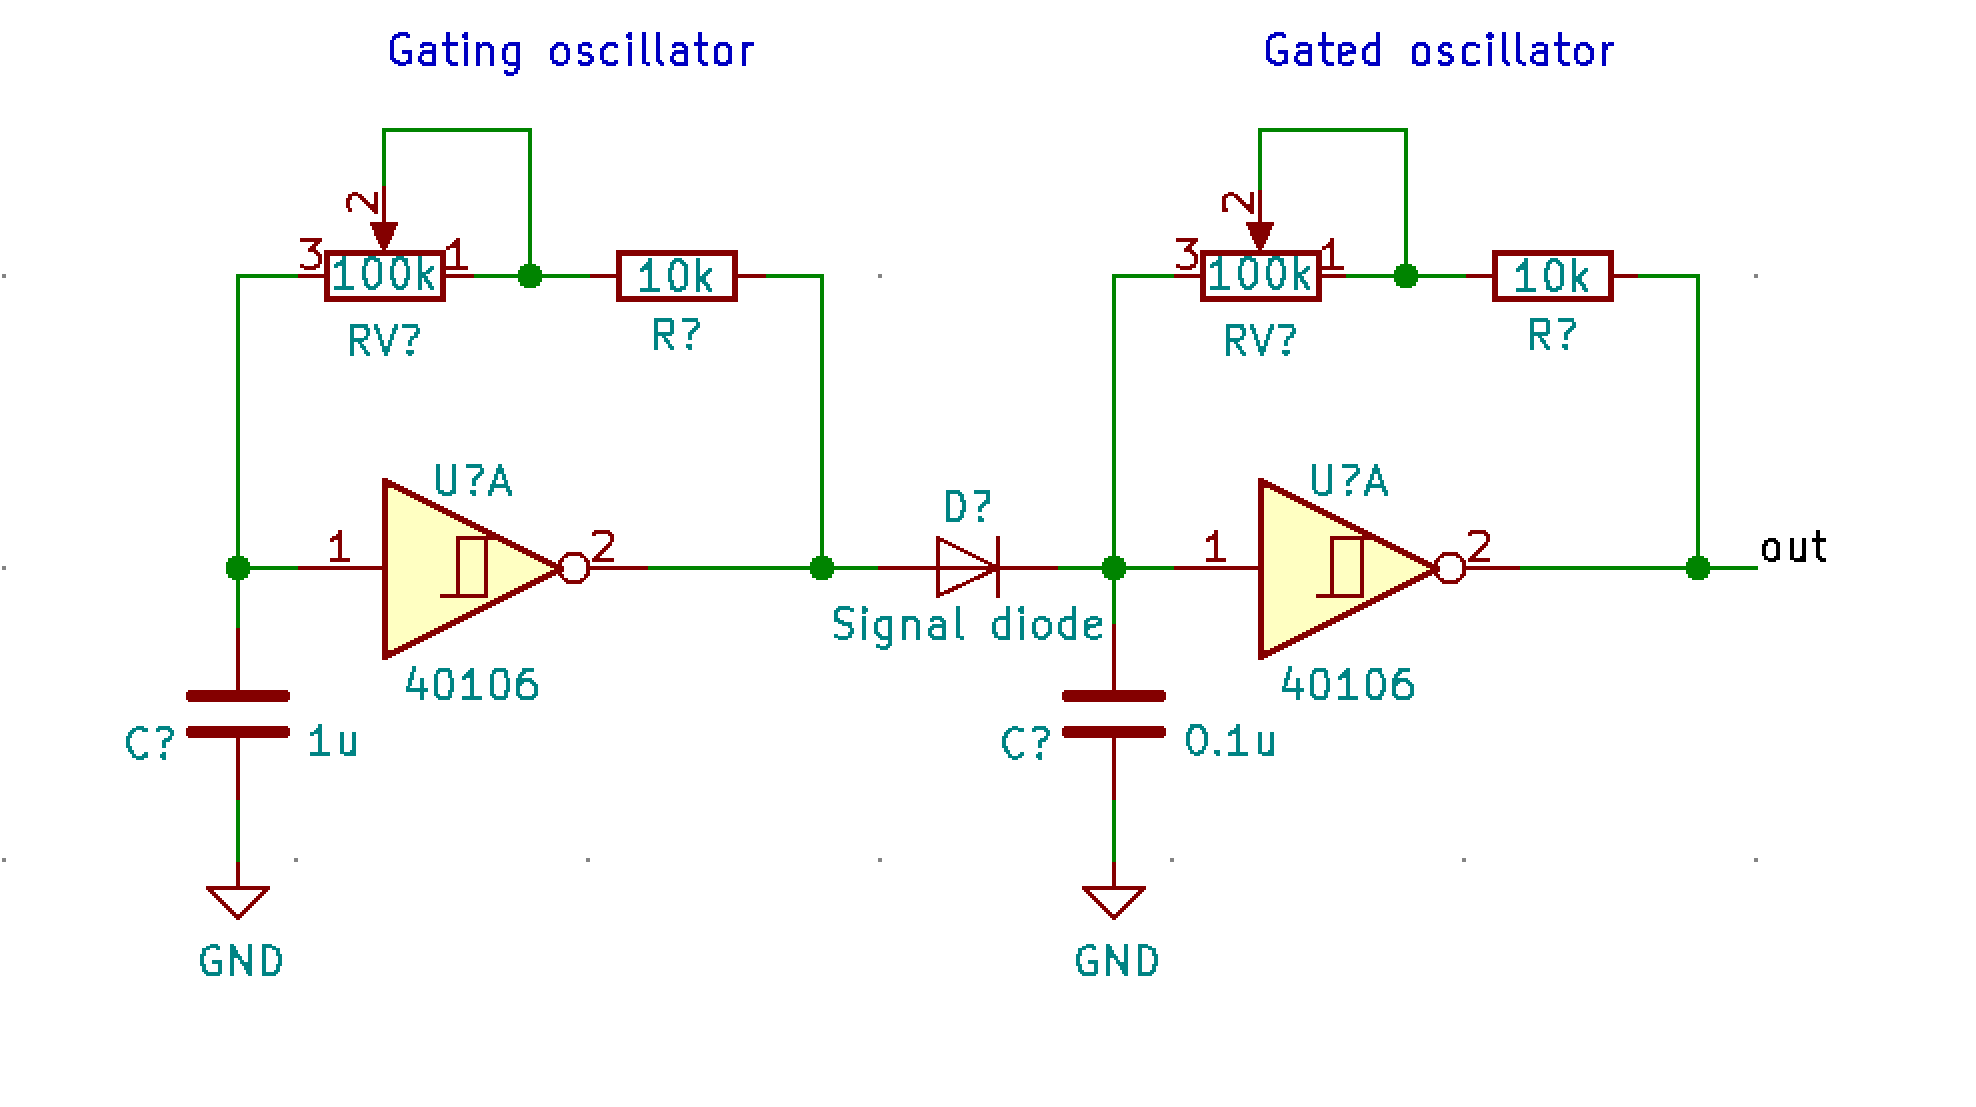 Gating oscillator
Gated oscillator
2
2
3
100k
1
10k
3
100k
1
10k
RV?
R?
RV?
R?
U?A
D?
U?A
1
2
1
2
out
Signal diode
40106
40106
C?
1u
C?
0.1u
GND
GND